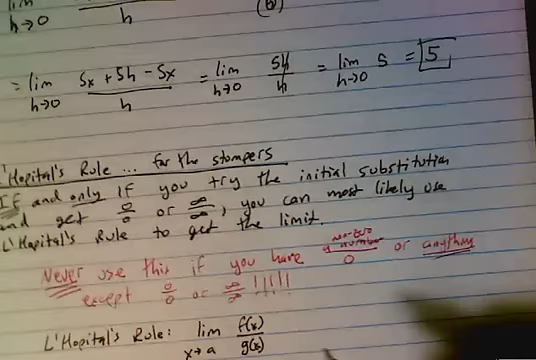 lim
h→0 h
= lim 5x + 5h - 5x / h = lim 5h / h = lim 5 = 5
h→0 h→0 h→0
L'Hopital's Rule ... for the stompers
IF and only if you try the initial substitution
and get 0/0 or ∞/∞, you can most likely use
L'Hopital's Rule to get the limit.
Never use this if you have a non-zero number / 0 or anything
except 0/0 or ∞/∞ !!!!!
L'Hopital's Rule: lim f(x)/g(x)
x→a